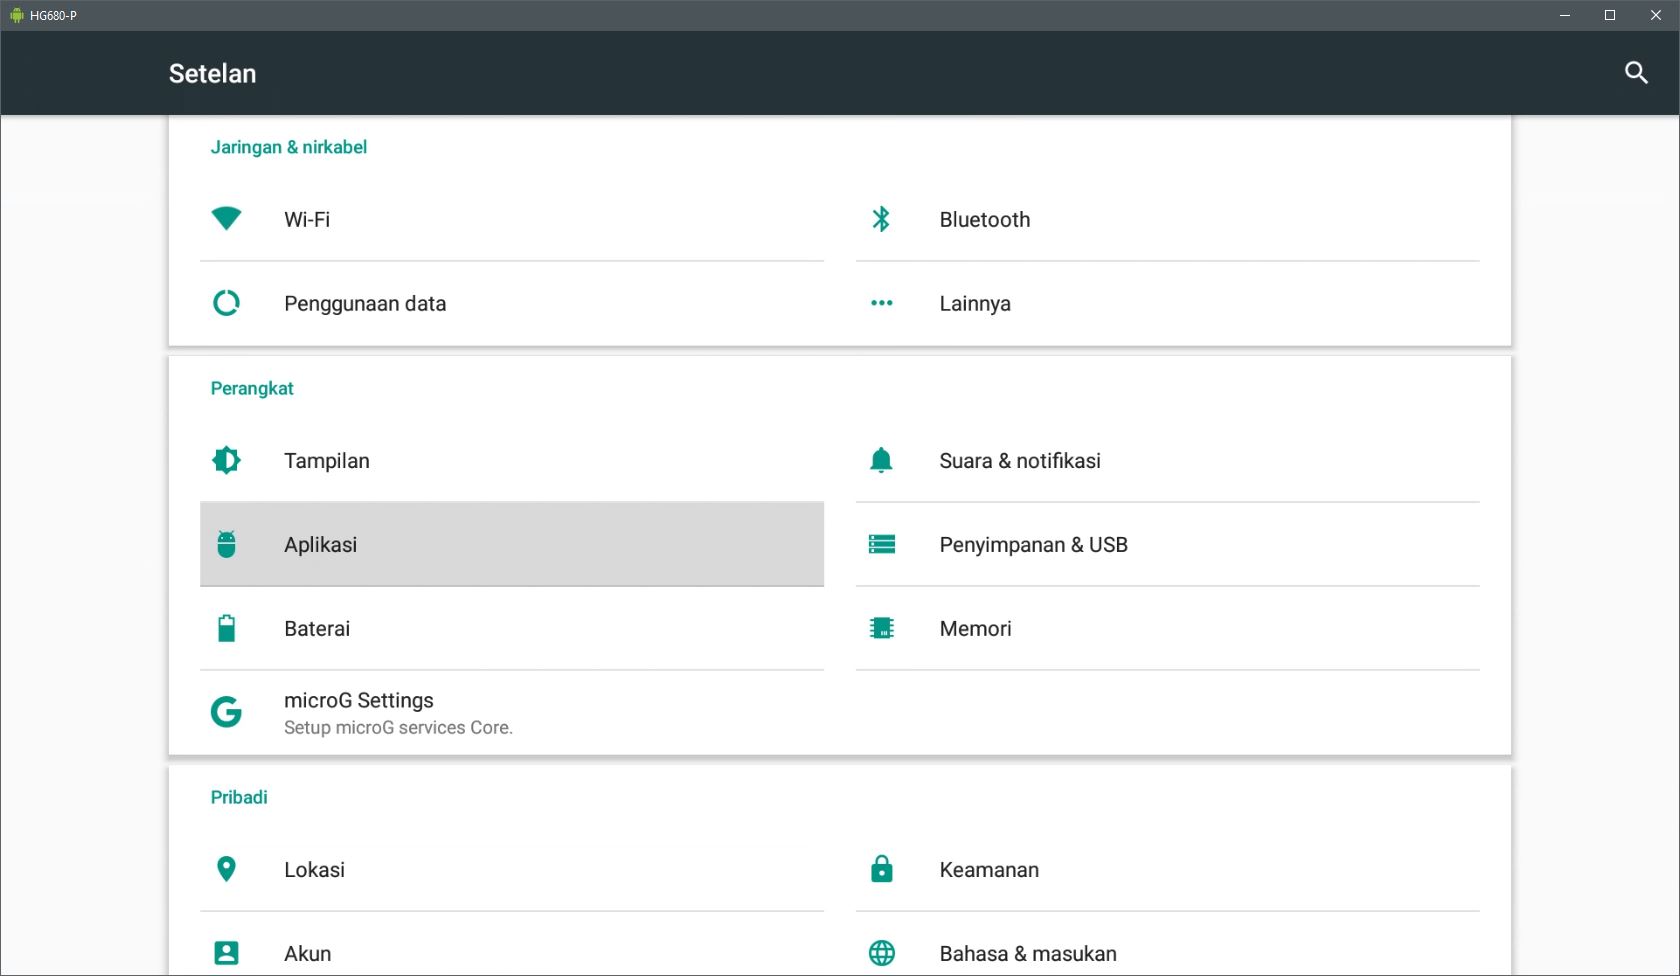 HG680-P
Setelan
Jaringan & nirkabel
Wi-Fi
Bluetooth
Penggunaan data
Lainnya
Perangkat
Tampilan
Suara & notifikasi
Aplikasi
Penyimpanan & USB
Baterai
Memori
microG Settings
Setup microG services Core.
Pribadi
Lokasi
Keamanan
Akun
Bahasa & masukan